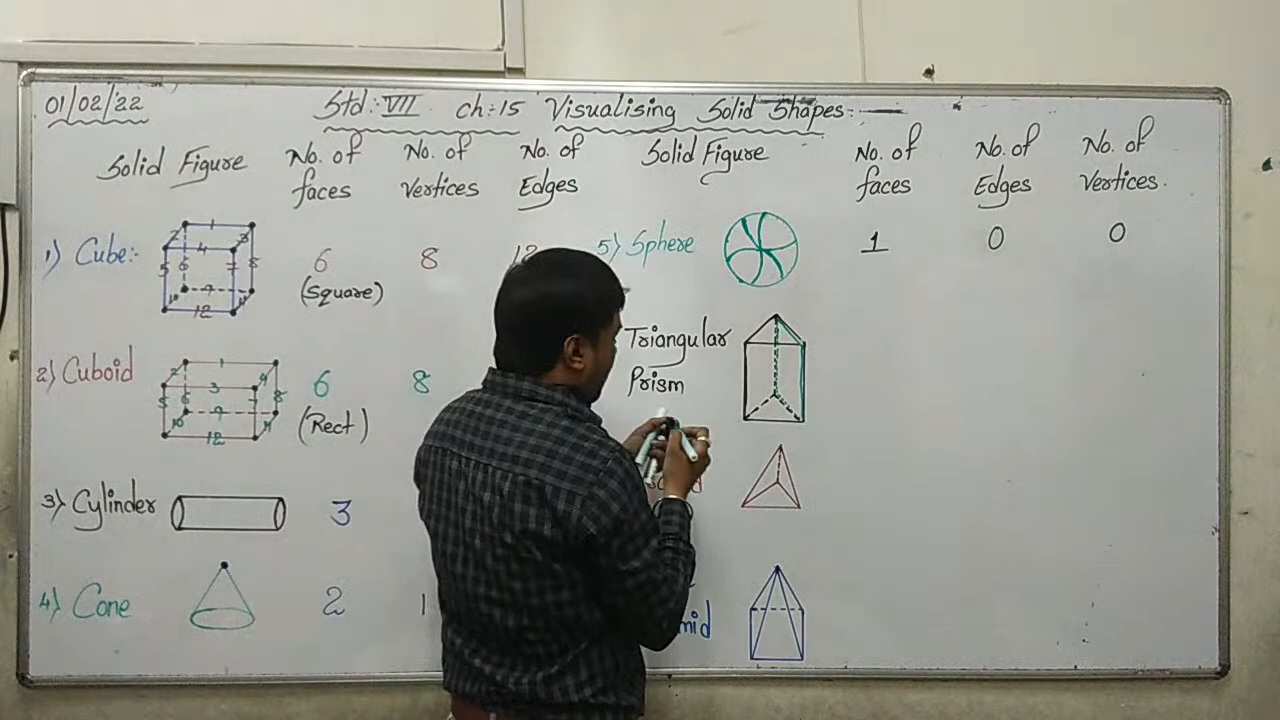 01/02/22
Std:- VII ch:-15 Visualising Solid Shapes:-
Solid Figure No. of faces No. of Vertices No. of Edges
1) Cube:- 6 (Square) 8 12
2) Cuboid 6 (Rect) 8
3) Cylinder 3
4) Cone 2 1
Solid Figure No. of faces No. of Edges No. of Vertices.
5) Sphere 1 0 0
Triangular
Prism